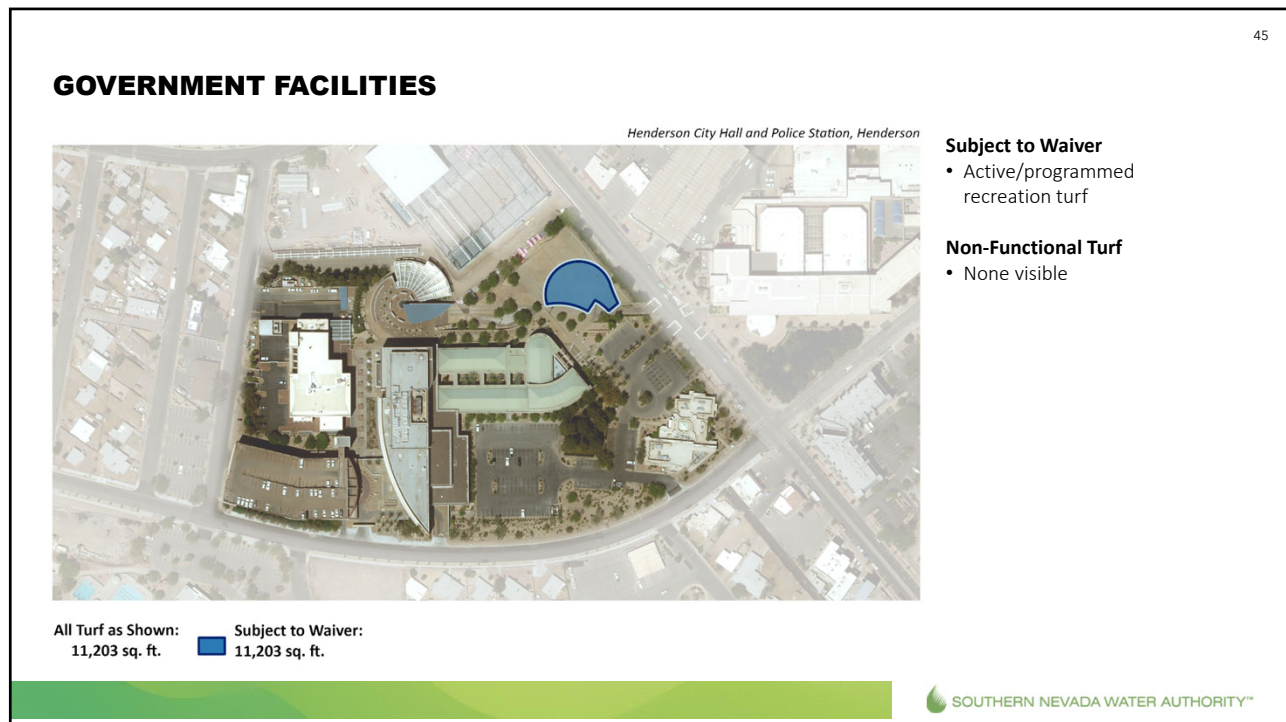 45
GOVERNMENT FACILITIES
Henderson City Hall and Police Station, Henderson
Subject to Waiver
• Active/programmed
recreation turf
Non-Functional Turf
• None visible
All Turf as Shown:
11,203 sq. ft.
Subject to Waiver:
11,203 sq. ft.
SOUTHERN NEVADA WATER AUTHORITY™